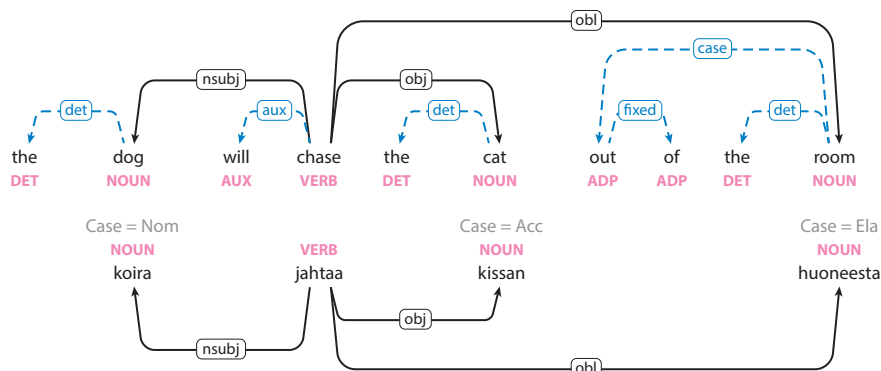 obl
case
nsubj obj
det aux det fixed det
the dog will chase the cat out of the room
DET NOUN AUX VERB DET NOUN ADP ADP DET NOUN
Case = Nom Case = Acc Case = Ela
NOUN VERB NOUN NOUN
koira jahtaa kissan huoneesta
obj
nsubj
obl